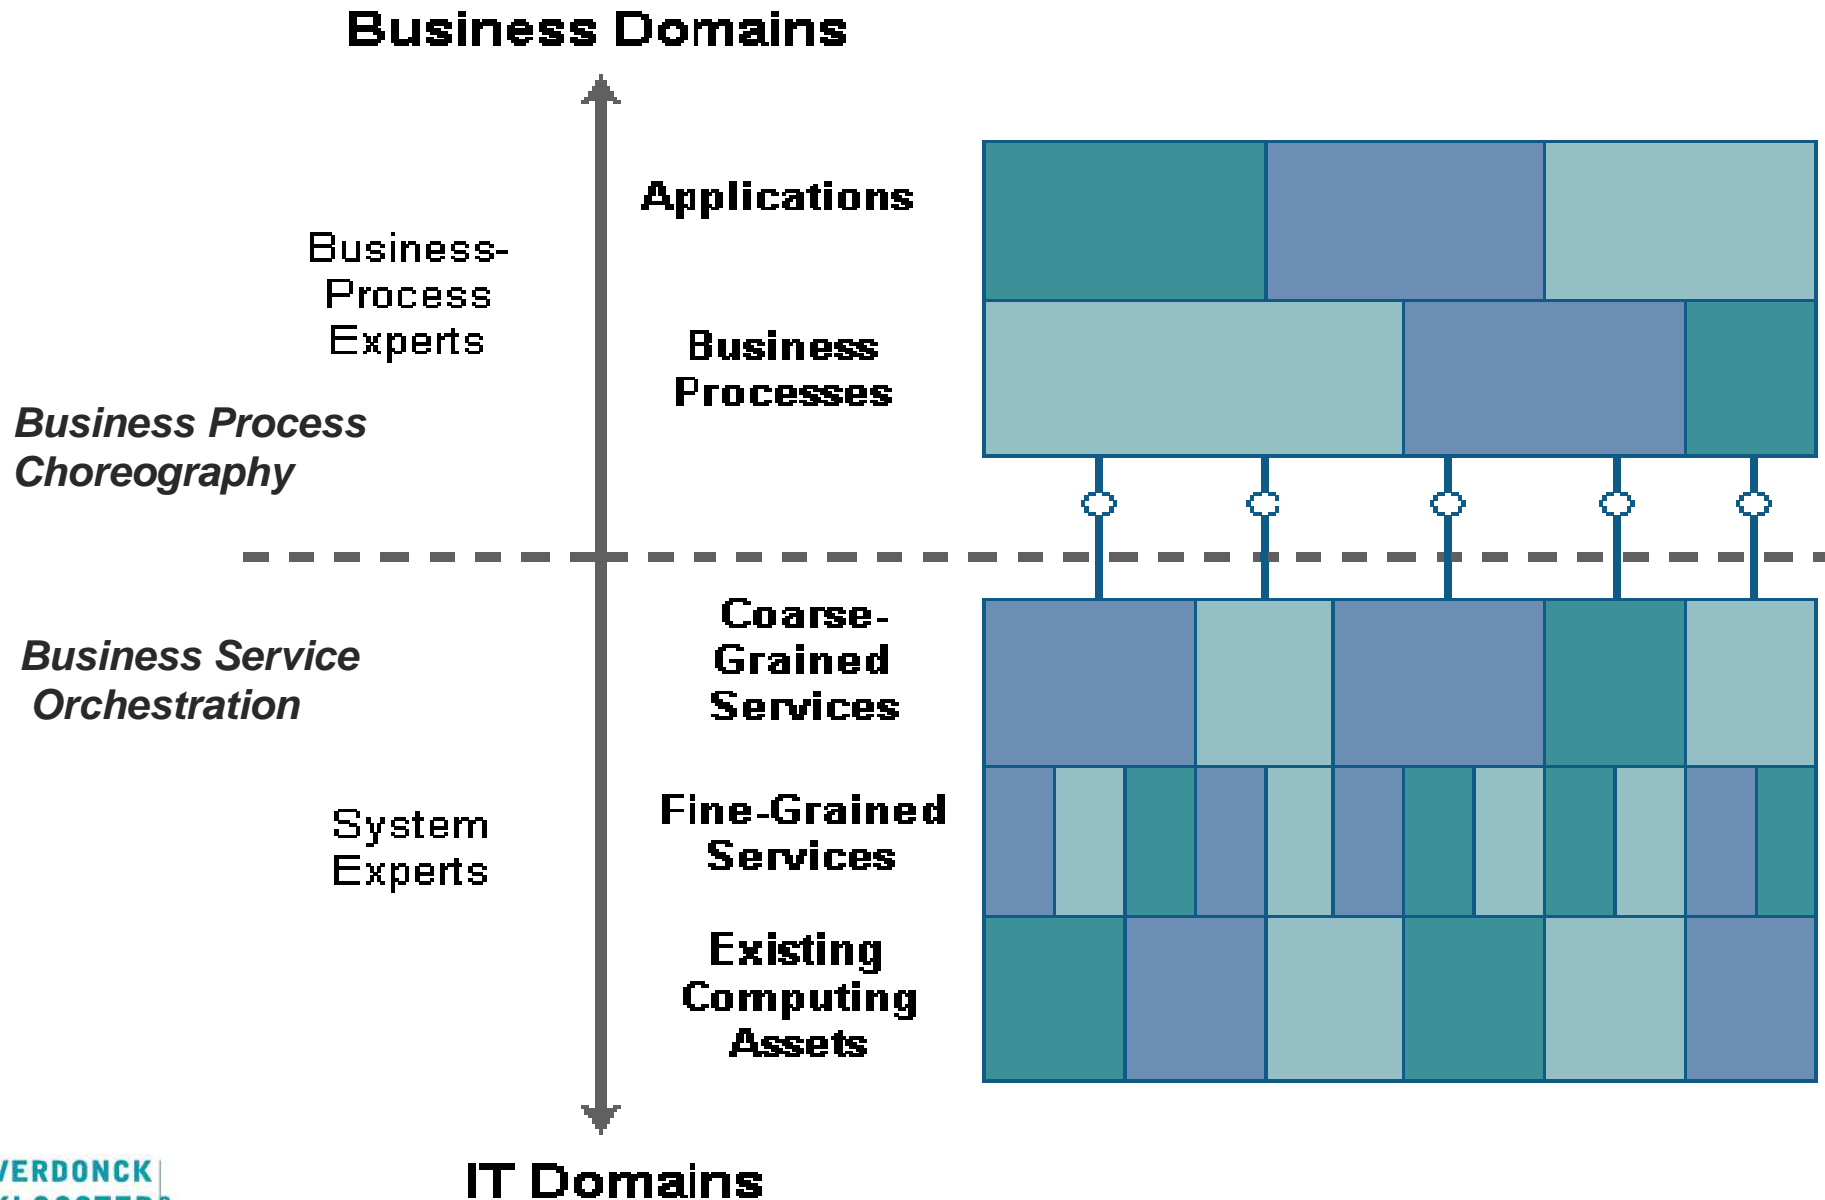 Business Domains
Applications
Business-
Process
Experts
Business
Processes
Business Process
Choreography
Coarse-
Grained
Services
Business Service
Orchestration
Fine-Grained
Services
System
Experts
Existing
Computing
Assets
IT Domains
VERDONCK